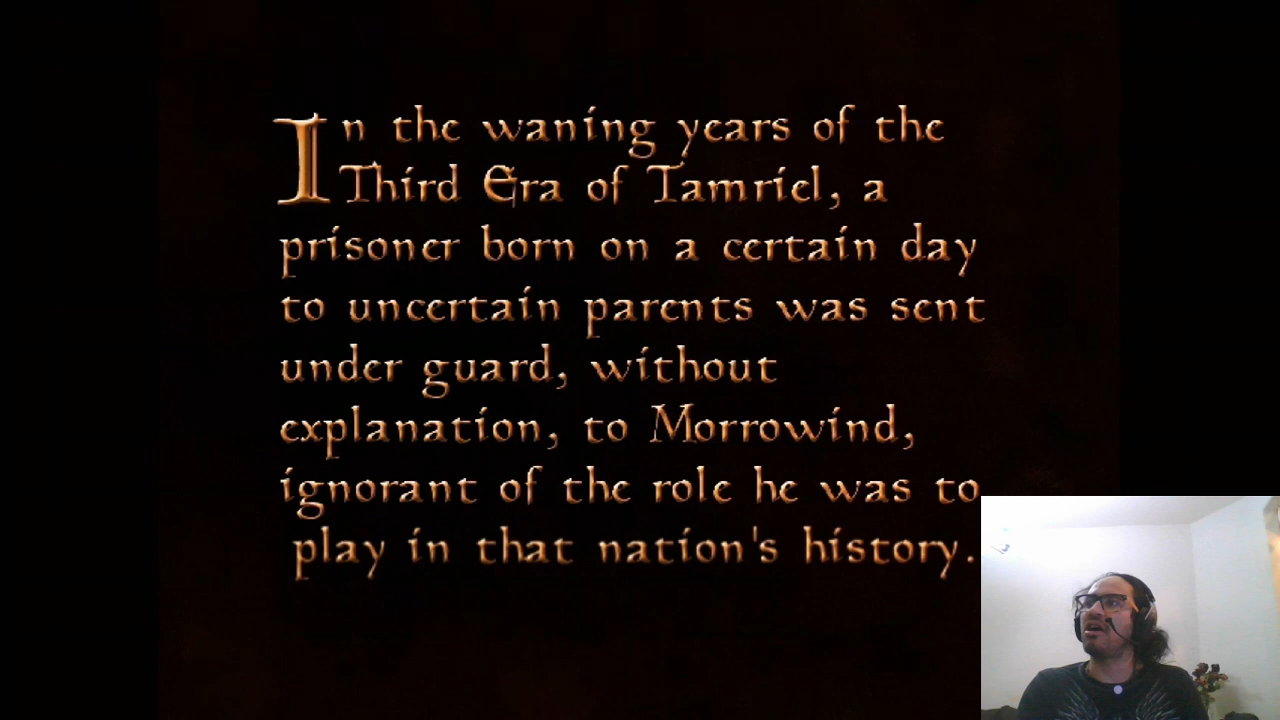 In the waning years of the
Third Era of Tamriel, a
prisoner born on a certain day
to uncertain parents was sent
under guard, without
explanation, to Morrowind,
ignorant of the role he was to
play in that nation's history.